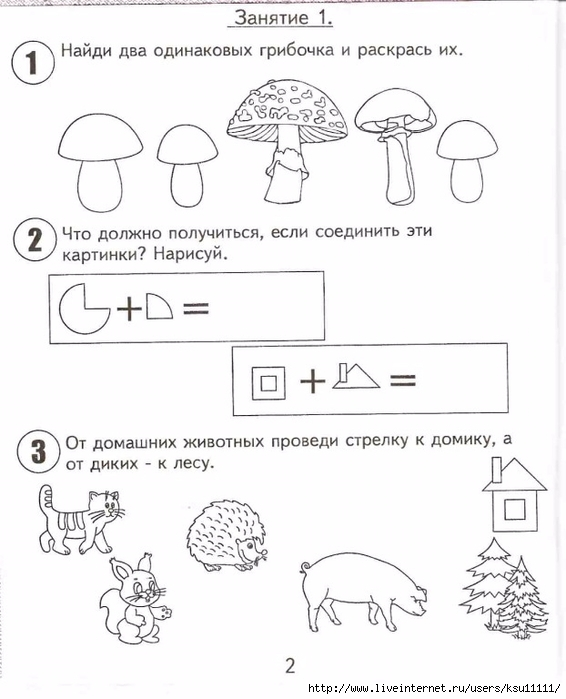 Занятие 1.
1
Найди два одинаковых грибочка и раскрась их.
2
Что должно получиться, если соединить эти
картинки? Нарисуй.
+ =
+ =
3
От домашних животных проведи стрелку к домику, а
от диких - к лесу.
2
http://www.liveinternet.ru/users/ksu11111/